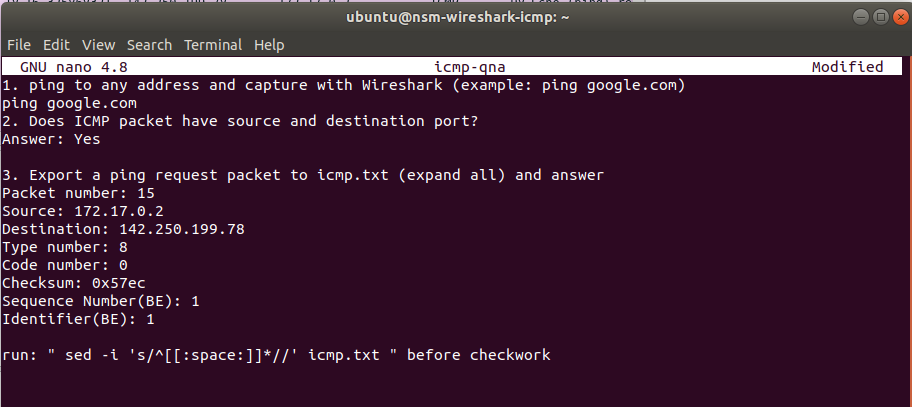 ubuntu@nsm-wireshark-icmp: ~
File Edit View Search Terminal Help
GNU nano 4.8 icmp-qna Modified
1. ping to any address and capture with Wireshark (example: ping google.com)
ping google.com
2. Does ICMP packet have source and destination port?
Answer: Yes
3. Export a ping request packet to icmp.txt (expand all) and answer
Packet number: 15
Source: 172.17.0.2
Destination: 142.250.199.78
Type number: 8
Code number: 0
Checksum: 0x57ec
Sequence Number(BE): 1
Identifier(BE): 1
run: " sed -i 's/^[[:space:]]*//' icmp.txt " before checkwork